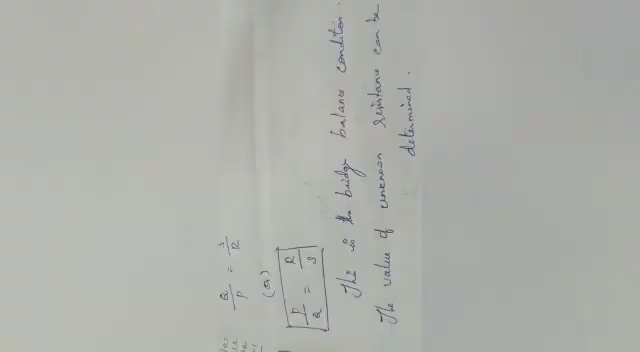 Q/P = S/R
(or)
P/Q = R/S
This is the bridge balance condition.
The value of unknown resistance can be
determined.